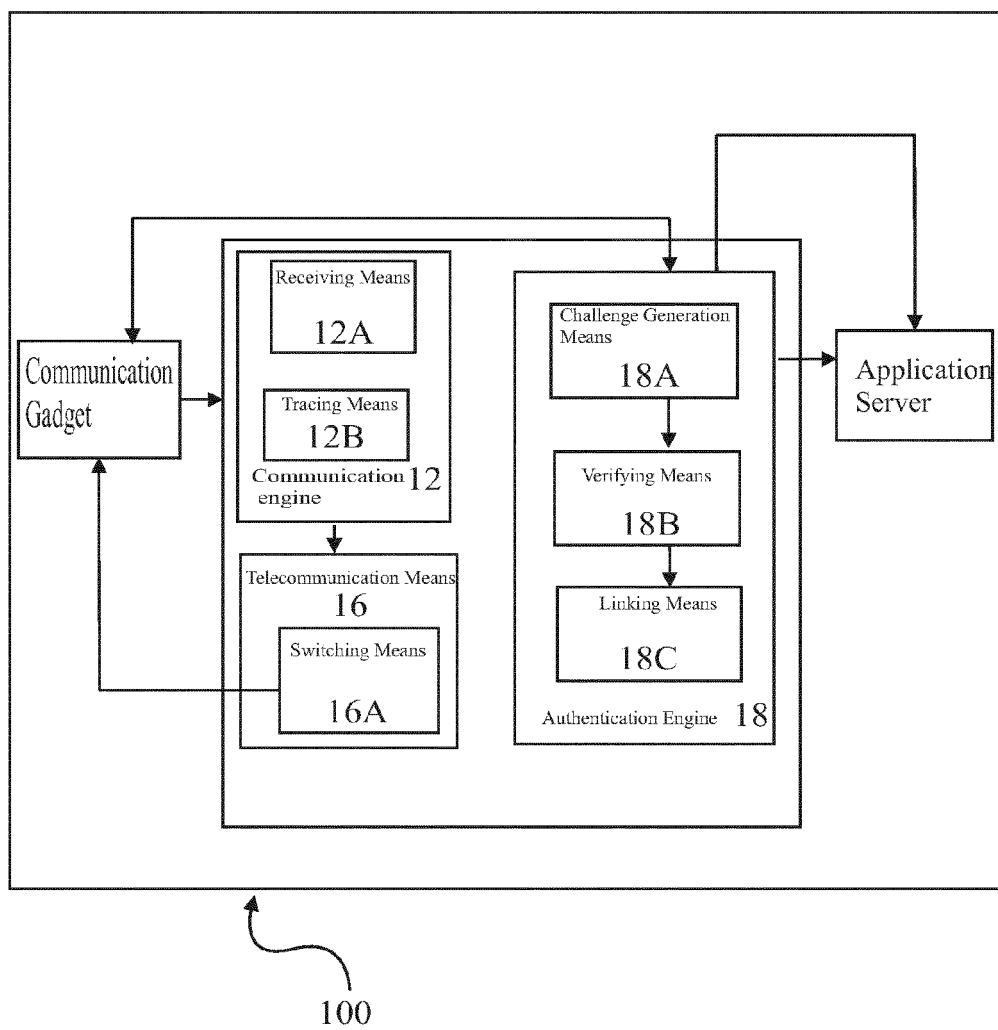 Receiving Means
12A
Tracing Means
12B
Communication 12
engine
Communication
Gadget
Telecommunication Means
16
Switching Means
16A
Challenge Generation
Means
18A
Verifying Means
18B
Linking Means
18C
Authentication Engine 18
Application
Server
100